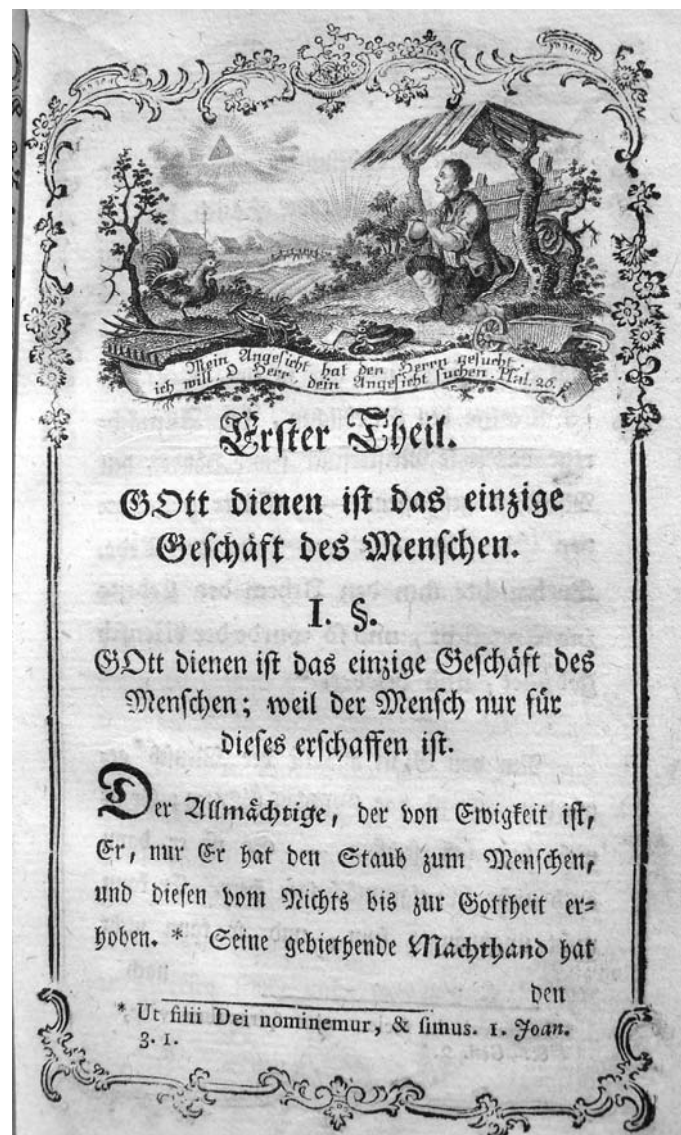 Mein Angesicht hat den Herrn gesucht
ich will, O Herr, dein Angesicht suchen. Psal. 26.
Erster Theil.
GOtt dienen ist das einzige
Geschäft des Menschen.
I. §.
GOtt dienen ist das einzige Geschäft des
Menschen; weil der Mensch nur für
dieses erschaffen ist.
Der Allmächtige, der von Ewigkeit ist,
Er, nur Er hat den Staub zum Menschen,
und diesen vom Nichts bis zur Gottheit er=
hoben. * Seine gebiethende Machthand hat
den
* Ut filii Dei nominemur, & simus. 1. Joan.
3. 1.